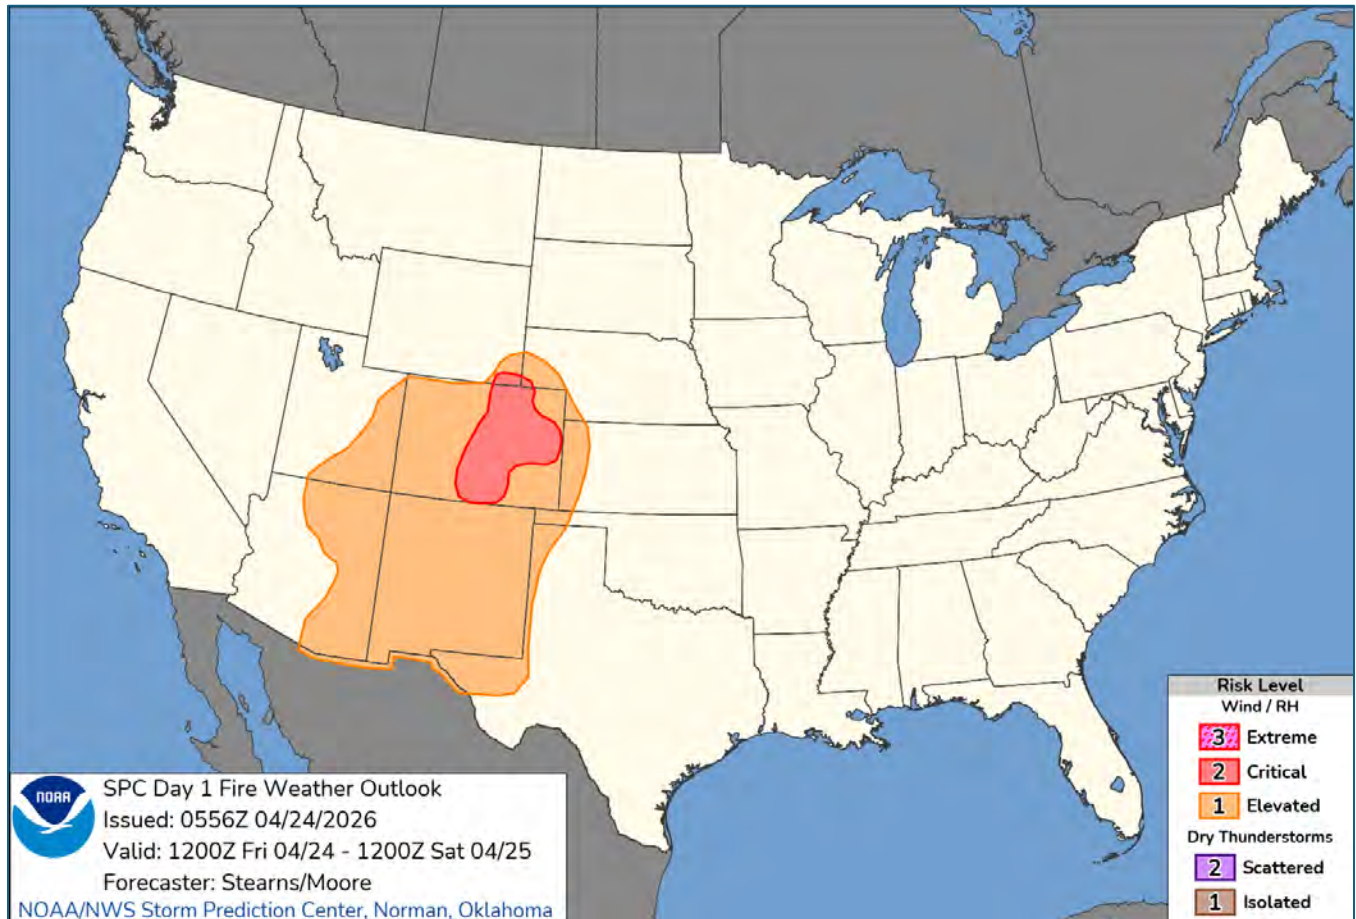 SPC Day 1 Fire Weather Outlook
Issued: 0556Z 04/24/2026
Valid: 1200Z Fri 04/24 - 1200Z Sat 04/25
Forecaster: Stearns/Moore
NOAA/NWS Storm Prediction Center, Norman, Oklahoma
NOAA
Risk Level
Wind / RH
3 Extreme
2 Critical
1 Elevated
Dry Thunderstorms
2 Scattered
1 Isolated